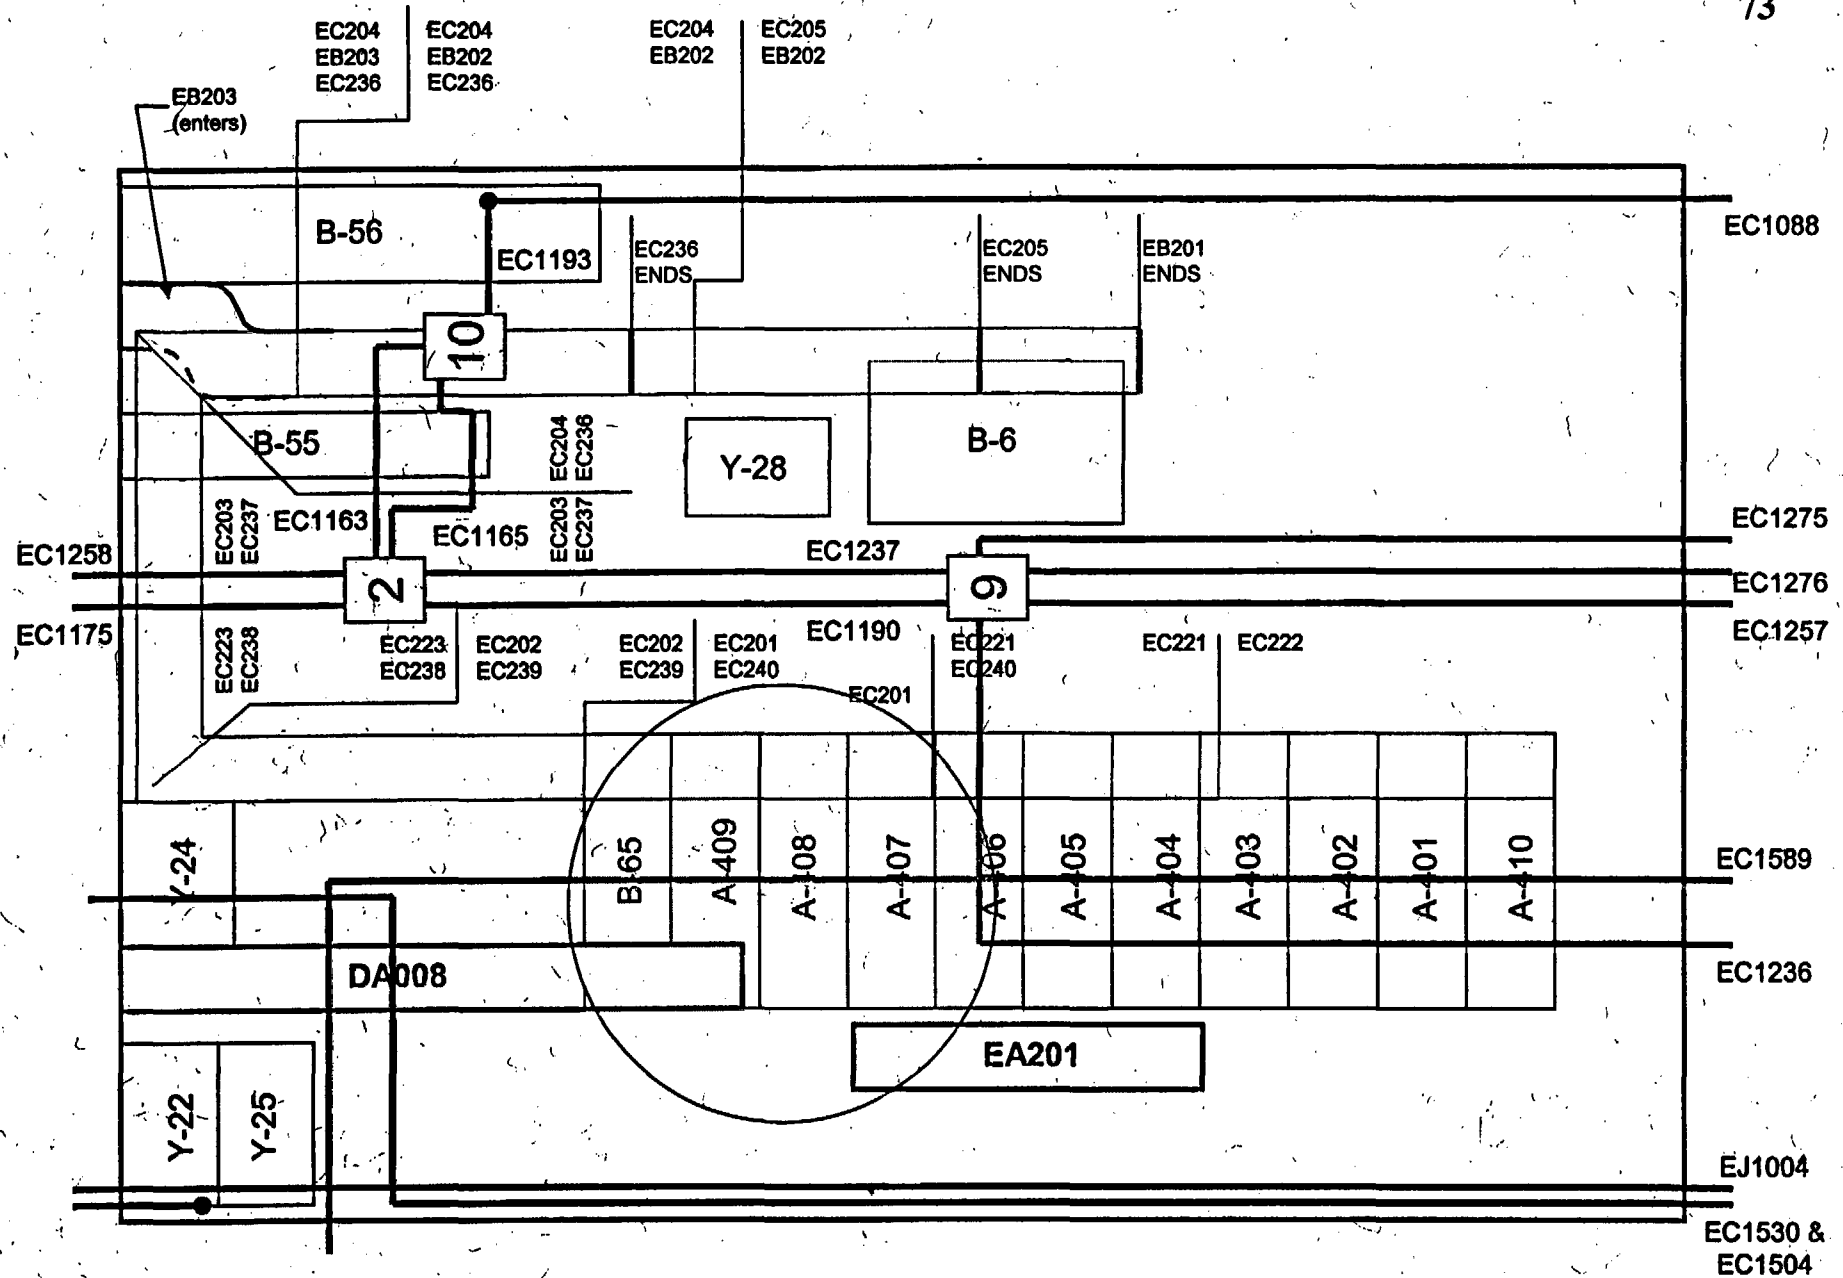 73
EC204
EB203
EC236
EC204
EB202
EC236
EC204
EB202
EC205
EB202
EB203
(enters)
B-56
EC1193
EC236
ENDS
EC205
ENDS
EB201
ENDS
EC1088
10
B-55
EC204
EC236
Y-28
B-6
EC203
EC237
EC1163
EC1165
EC203
EC237
EC1237
EC1275
EC1258
2
9
EC1276
EC1175
EC1190
EC1257
EC223
EC238
EC223
EC238
EC202
EC239
EC202
EC239
EC201
EC240
EC201
EC221
EC240
EC221
EC222
Y-24
B-65
A-409
A-408
A-407
A-406
A-405
A-404
A-403
A-402
A-401
A-410
EC1589
EC1236
DA008
EA201
Y-22
Y-25
EJ1004
EC1530 &
EC1504